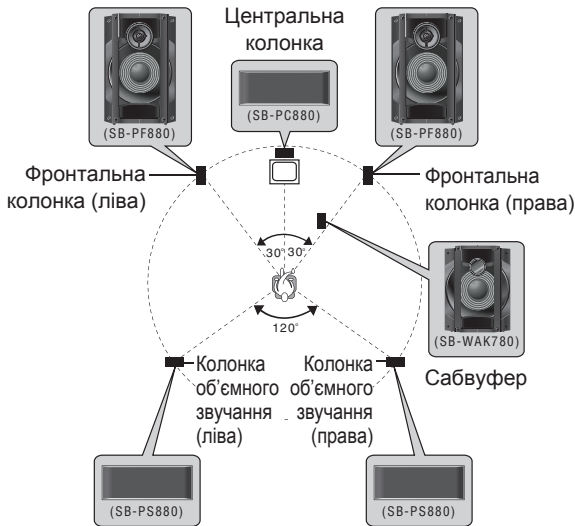 Центральна
колонка
(SB-PF880)
(SB-PC880)
(SB-PF880)
Фронтальна
колонка (ліва)
Фронтальна
колонка (права)
30° 30°
120°
(SB-WAK780)
Сабвуфер
Колонка
об’ємного
звучання
(ліва)
Колонка
об’ємного
звучання
(права)
(SB-PS880)
(SB-PS880)